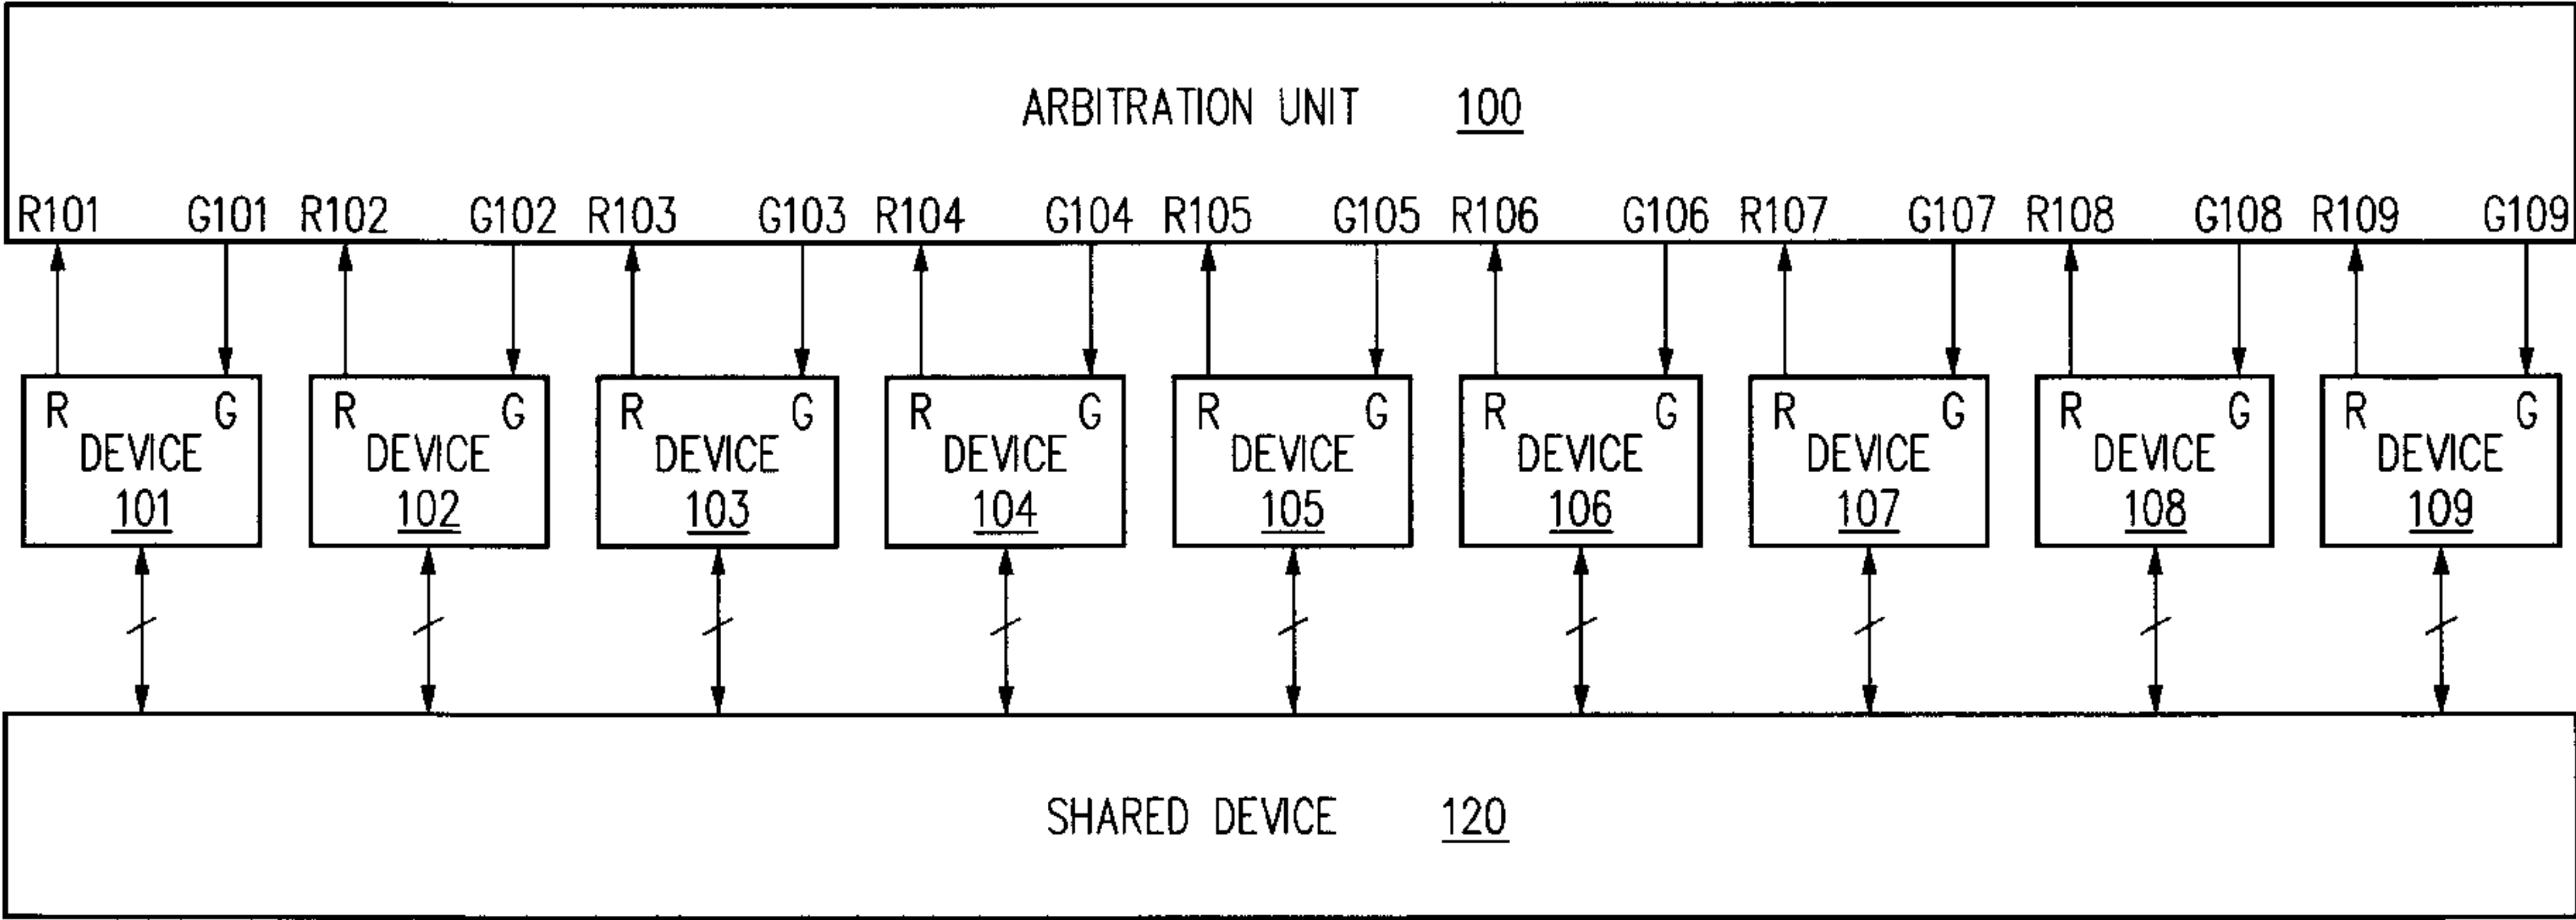 ARBITRATION UNIT 100
R101 G101 R102 G102 R103 G103 R104 G104 R105 G105 R106 G106 R107 G107 R108 G108 R109 G109
R G R G R G R G R G R G R G R G R G
DEVICE DEVICE DEVICE DEVICE DEVICE DEVICE DEVICE DEVICE DEVICE
101 102 103 104 105 106 107 108 109
SHARED DEVICE 120